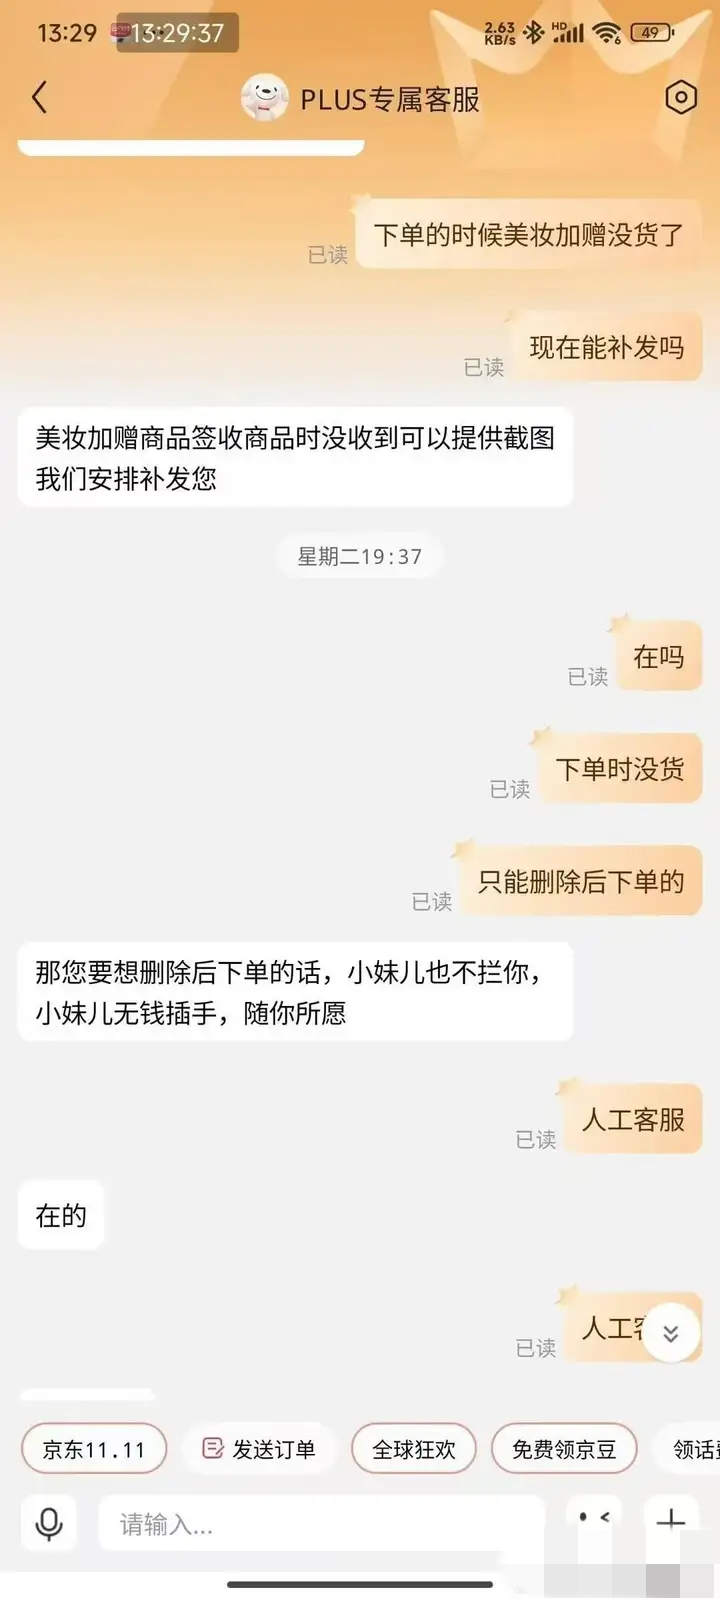 13:29
13:29:37
2.63
KB/s
HD
6
49
PLUS专属客服
下单的时候美妆加赠没货了
已读
现在能补发吗
已读
美妆加赠商品签收商品时没收到可以提供截图
我们安排补发您
星期二19:37
在吗
已读
下单时没货
已读
只能删除后下单的
已读
那您要想删除后下单的话，小妹儿也不拦你，
小妹儿无钱插手，随你所愿
人工客服
已读
在的
人工客
已读
京东11.11
发送订单
全球狂欢
免费领京豆
领话费
请输入...